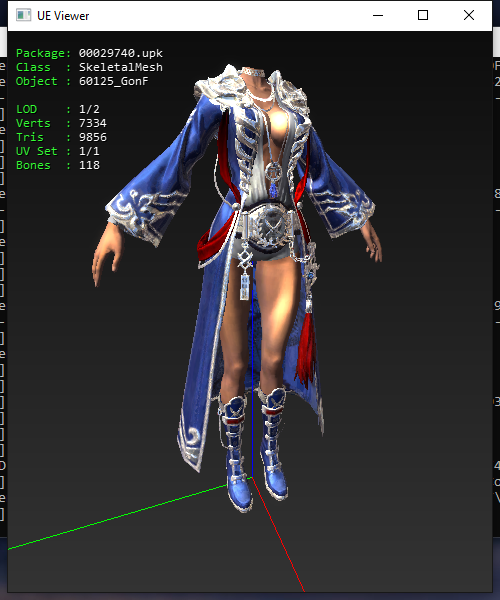 UE Viewer
Package: 00029740.upk
Class  : SkeletalMesh
Object : 60125_GonF
LOD    : 1/2
Verts  : 7334
Tris   : 9856
UV Set : 1/1
Bones  : 118